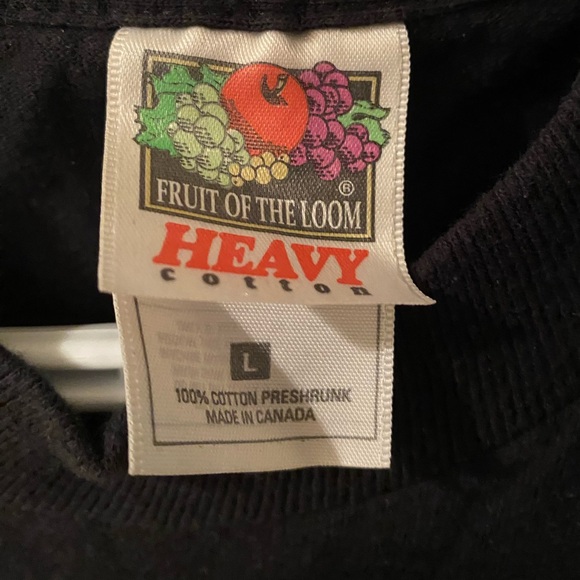 FRUIT OF THE LOOM
®
HEAVY
cotton
L
100% COTTON PRESHRUNK
MADE IN CANADA